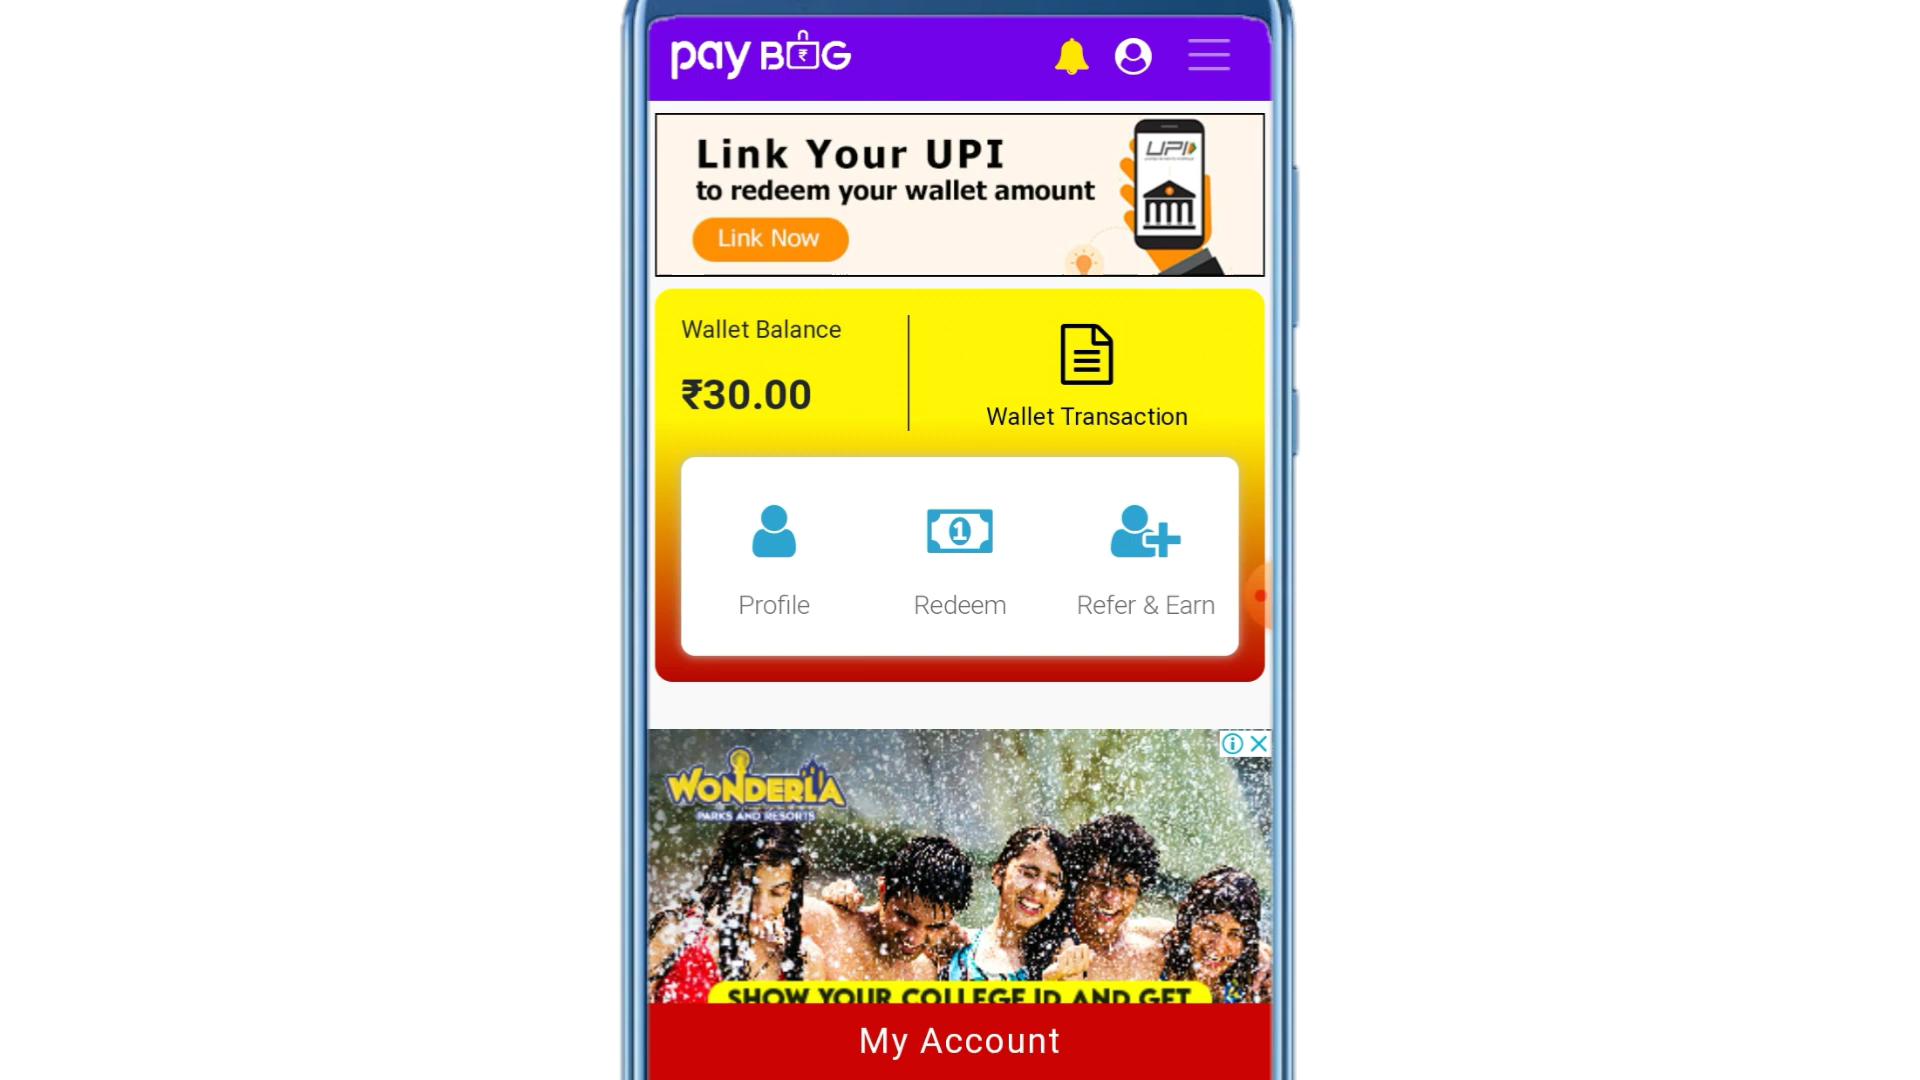 pay BAG
₹
Link Your UPI
UPI
to redeem your wallet amount
Link Now
Wallet Balance
₹30.00
Wallet Transaction
1
Profile
Redeem
Refer & Earn
WONDERLA
PARKS AND RESORTS
SHOW YOUR COLLEGE ID AND GET
My Account